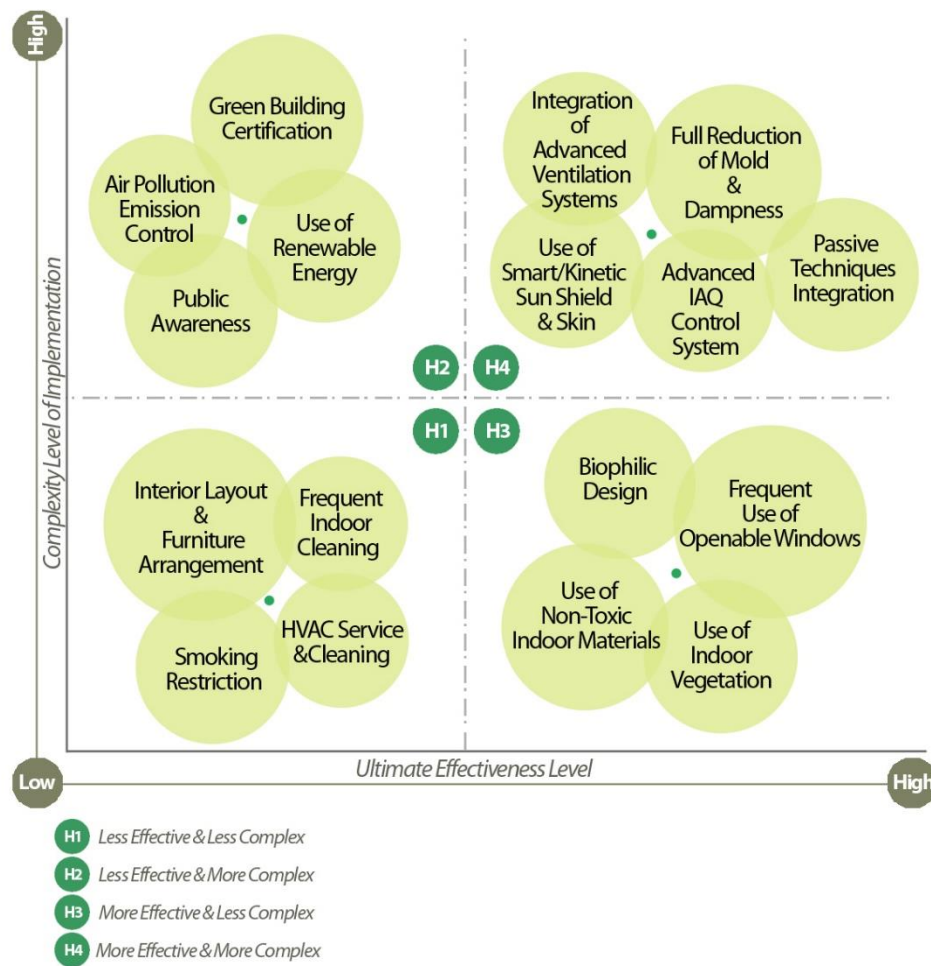 High
Green Building
Certification
Air Pollution
Emission
Control
Use of
Renewable
Energy
Public
Awareness
Integration
of
Advanced
Ventilation
Systems
Full Reduction
of Mold
&
Dampness
Use of
Smart/Kinetic
Sun Shield
& Skin
Advanced
IAQ
Control
System
Passive
Techniques
Integration
H2
H4
H1
H3
Complexity Level of Implementation
Interior Layout
&
Furniture
Arrangement
Frequent
Indoor
Cleaning
Smoking
Restriction
HVAC Service
&Cleaning
Biophilic
Design
Frequent
Use of
Openable Windows
Use of
Non-Toxic
Indoor Materials
Use of
Indoor
Vegetation
Low
Ultimate Effectiveness Level
High
H1 Less Effective & Less Complex
H2 Less Effective & More Complex
H3 More Effective & Less Complex
H4 More Effective & More Complex